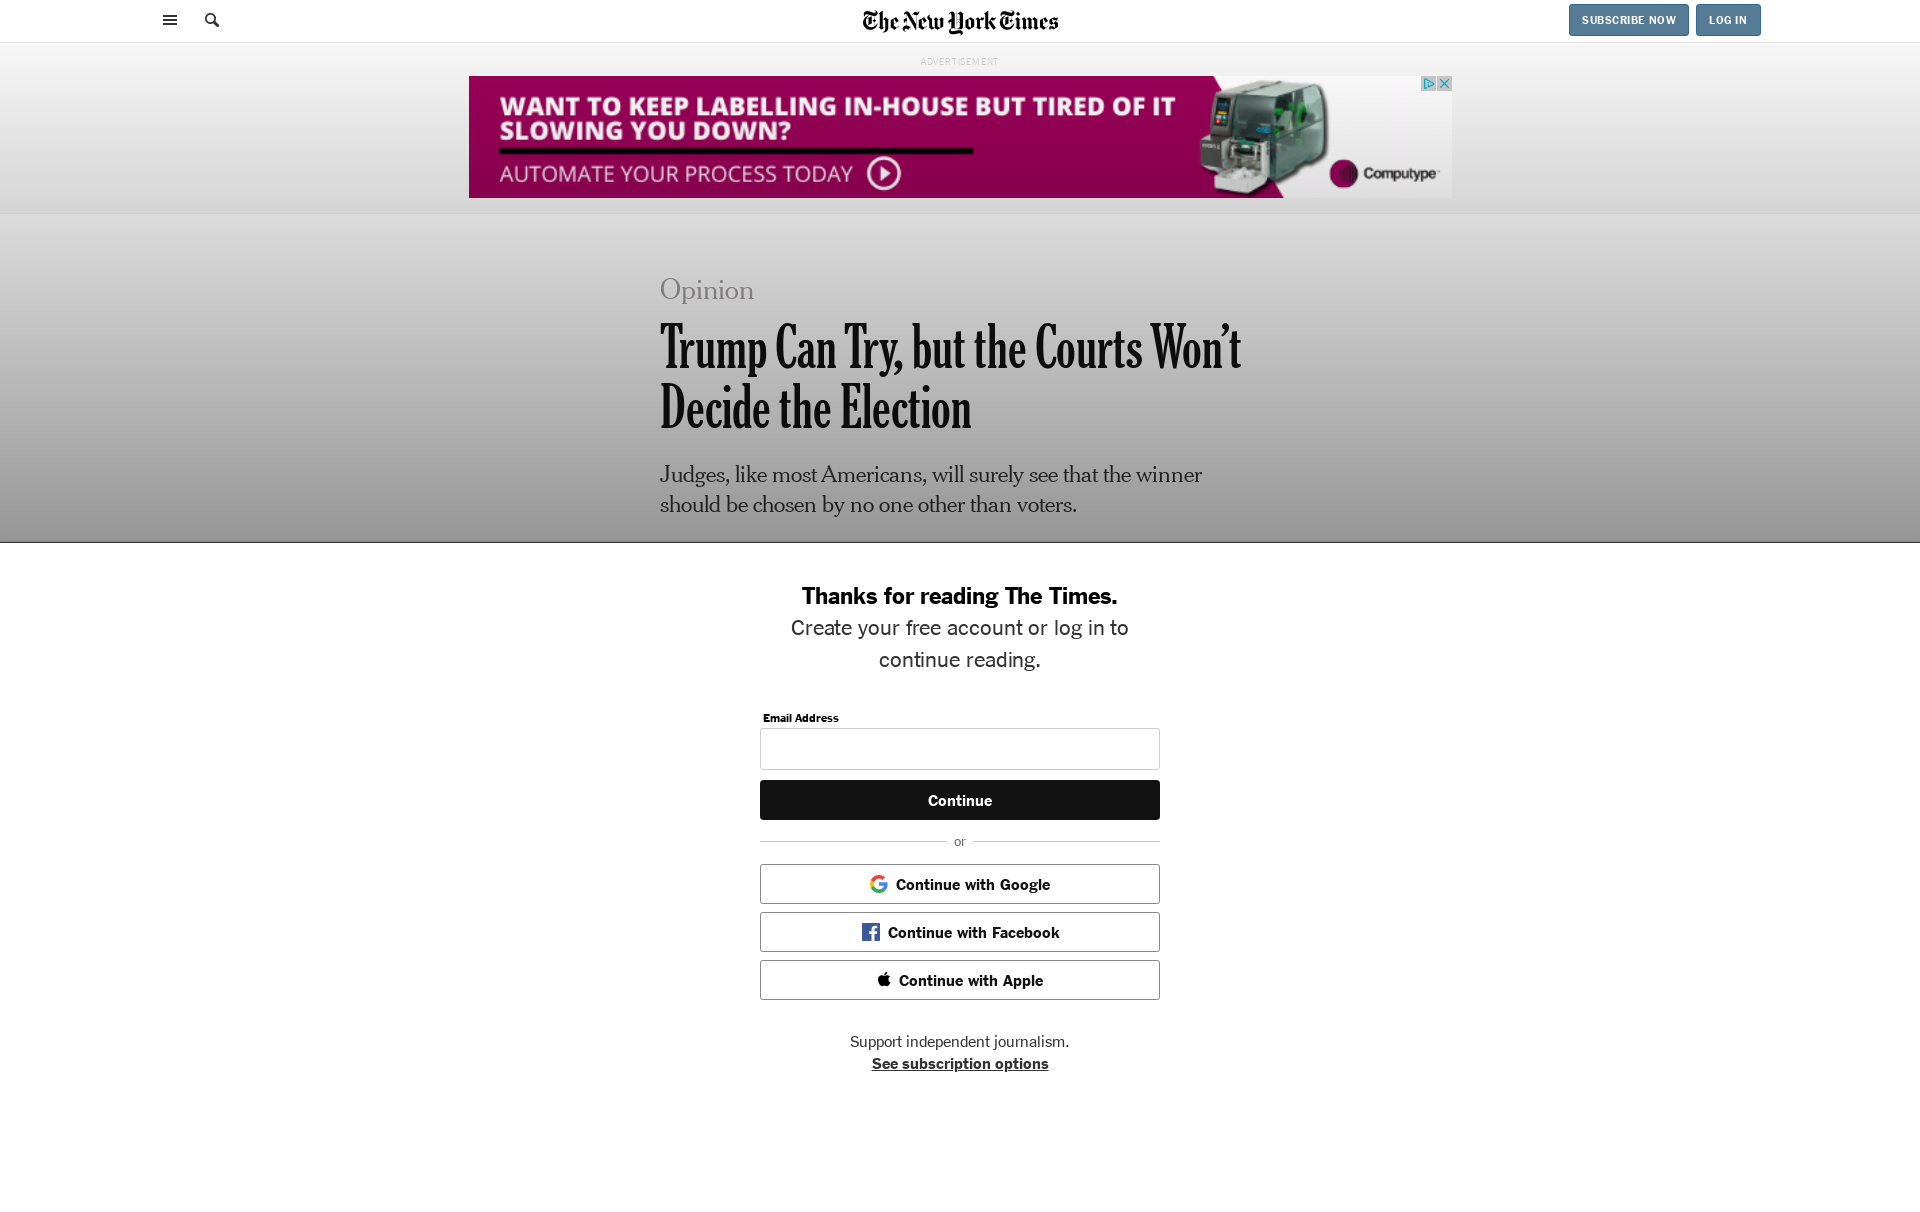 The New York Times
SUBSCRIBE NOW
LOG IN
ADVERTISEMENT
WANT TO KEEP LABELLING IN-HOUSE BUT TIRED OF IT
SLOWING YOU DOWN?
AUTOMATE YOUR PROCESS TODAY
Computype
Opinion
Trump Can Try, but the Courts Won’t
Decide the Election
Judges, like most Americans, will surely see that the winner
should be chosen by no one other than voters.
Thanks for reading The Times.
Create your free account or log in to
continue reading.
Email Address
Continue
or
Continue with Google
Continue with Facebook
Continue with Apple
Support independent journalism.
See subscription options